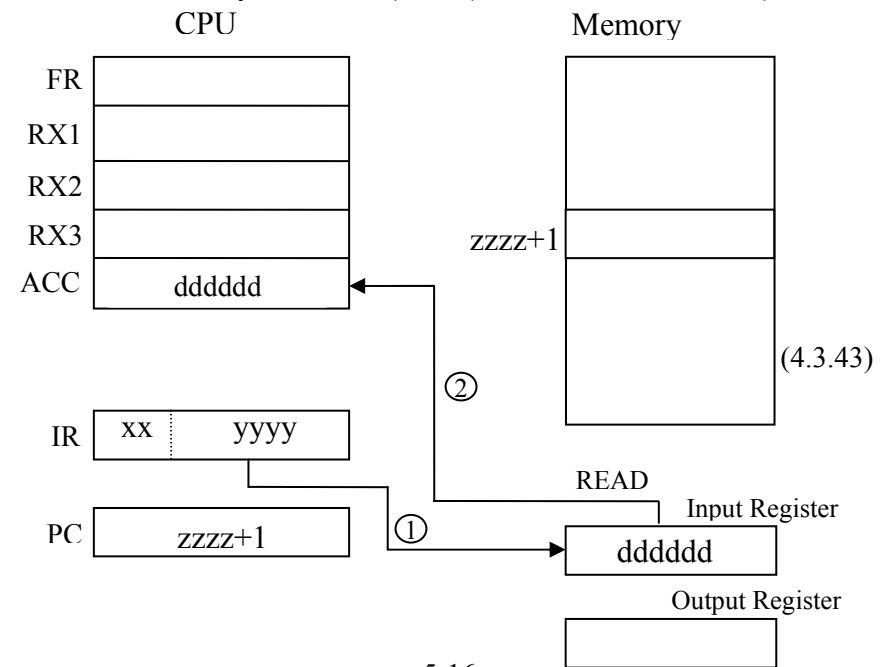 CPU
Memory
FR
RX1
RX2
RX3
zzzz+1
ACC
dddddd
(4.3.43)
②
IR
xx
yyyy
READ
Input Register
PC
zzzz+1
①
dddddd
Output Register